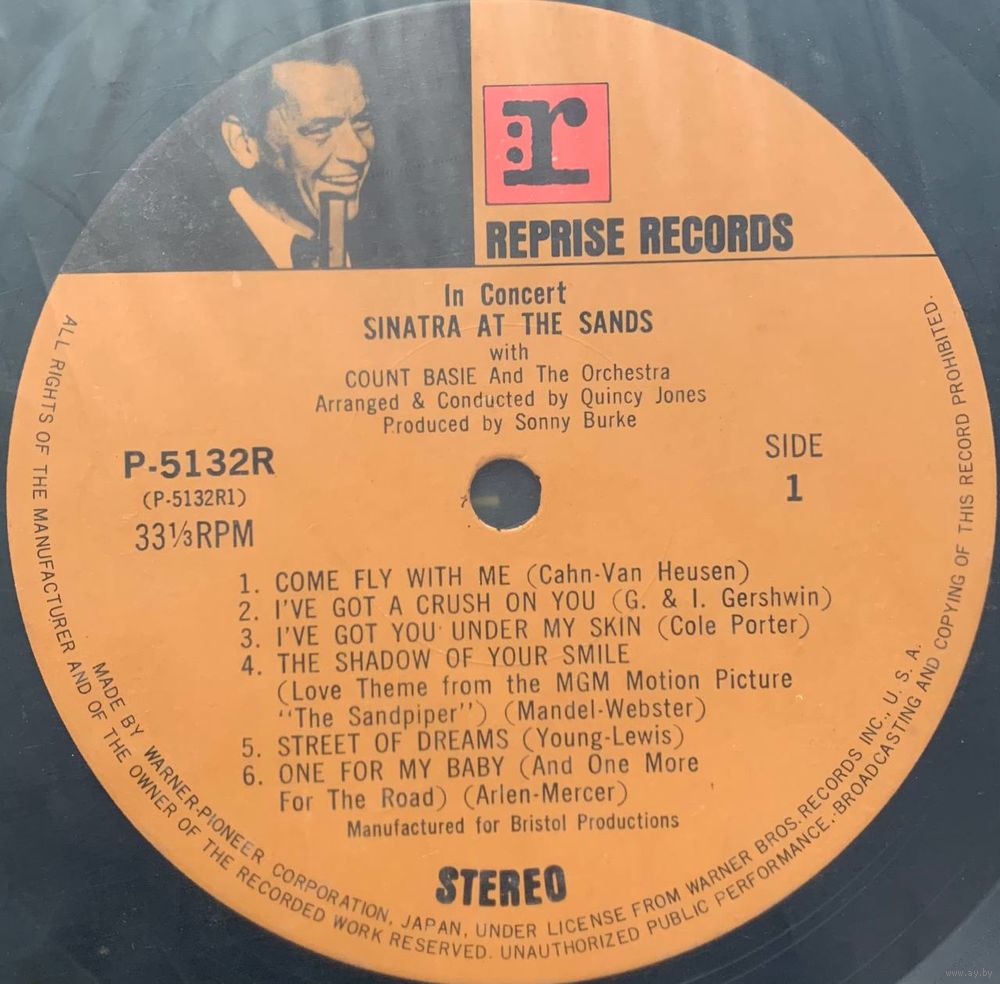 r:
REPRISE RECORDS
In Concert
SINATRA AT THE SANDS
with
COUNT BASIE And The Orchestra
Arranged & Conducted by Quincy Jones
Produced by Sonny Burke
P-5132R
(P-5132R1)
33⅓RPM
SIDE
1
1. COME FLY WITH ME (Cahn-Van Heusen)
2. I'VE GOT A CRUSH ON YOU (G. & I. Gershwin)
3. I'VE GOT YOU UNDER MY SKIN (Cole Porter)
4. THE SHADOW OF YOUR SMILE
(Love Theme from the MGM Motion Picture
"The Sandpiper") (Mandel-Webster)
5. STREET OF DREAMS (Young-Lewis)
6. ONE FOR MY BABY (And One More
For The Road) (Arlen-Mercer)
Manufactured for Bristol Productions
STEREO
MADE BY WARNER-PIONEER CORPORATION, JAPAN, UNDER LICENSE FROM WARNER BROS. RECORDS INC., U. S. A.
ALL RIGHTS OF THE MANUFACTURER AND OF THE OWNER OF THE RECORDED WORK RESERVED. UNAUTHORIZED PUBLIC PERFORMANCE. BROADCASTING AND COPYING OF THIS RECORD PROHIBITED.
www.ay.by